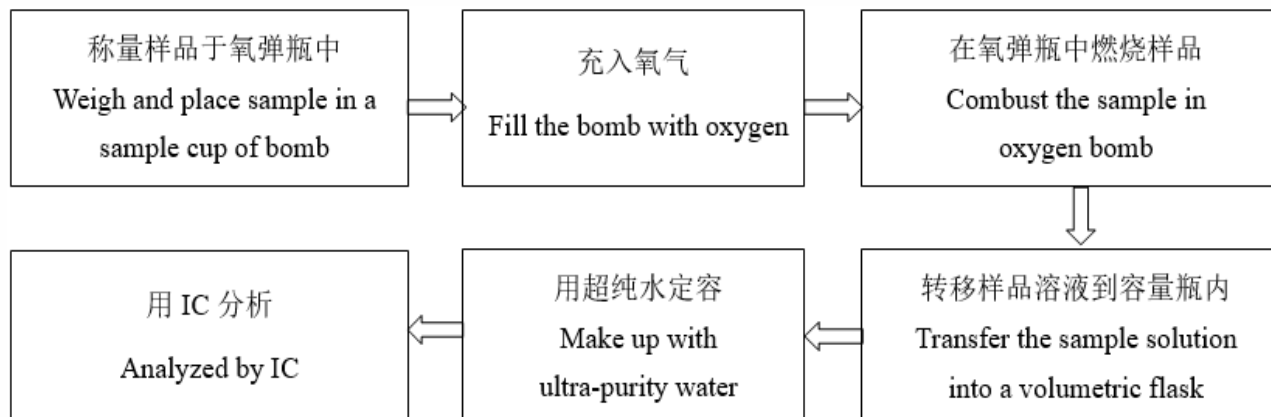 称量样品于氧弹瓶中
Weigh and place sample in a
sample cup of bomb
充入氧气
Fill the bomb with oxygen
在氧弹瓶中燃烧样品
Combust the sample in
oxygen bomb
转移样品溶液到容量瓶内
Transfer the sample solution
into a volumetric flask
用超纯水定容
Make up with
ultra-purity water
用 IC 分析
Analyzed by IC